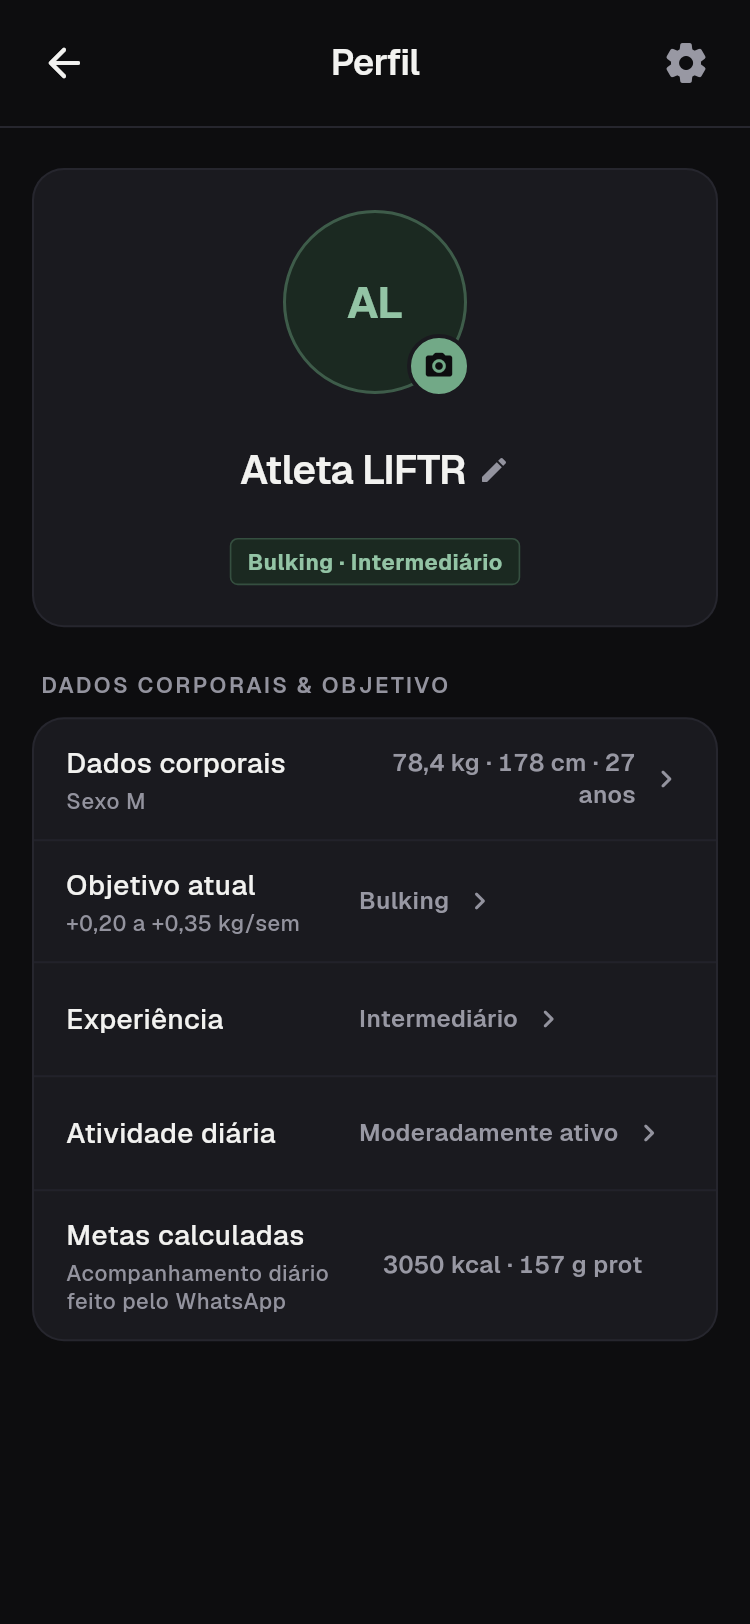 Perfil
AL
Atleta LIFTR
Bulking · Intermediário
DADOS CORPORAIS & OBJETIVO
Dados corporais
Sexo M
78,4 kg · 178 cm · 27
anos
Objetivo atual
+0,20 a +0,35 kg/sem
Bulking
Experiência
Intermediário
Atividade diária
Moderadamente ativo
Metas calculadas
Acompanhamento diário
feito pelo WhatsApp
3050 kcal · 157 g prot